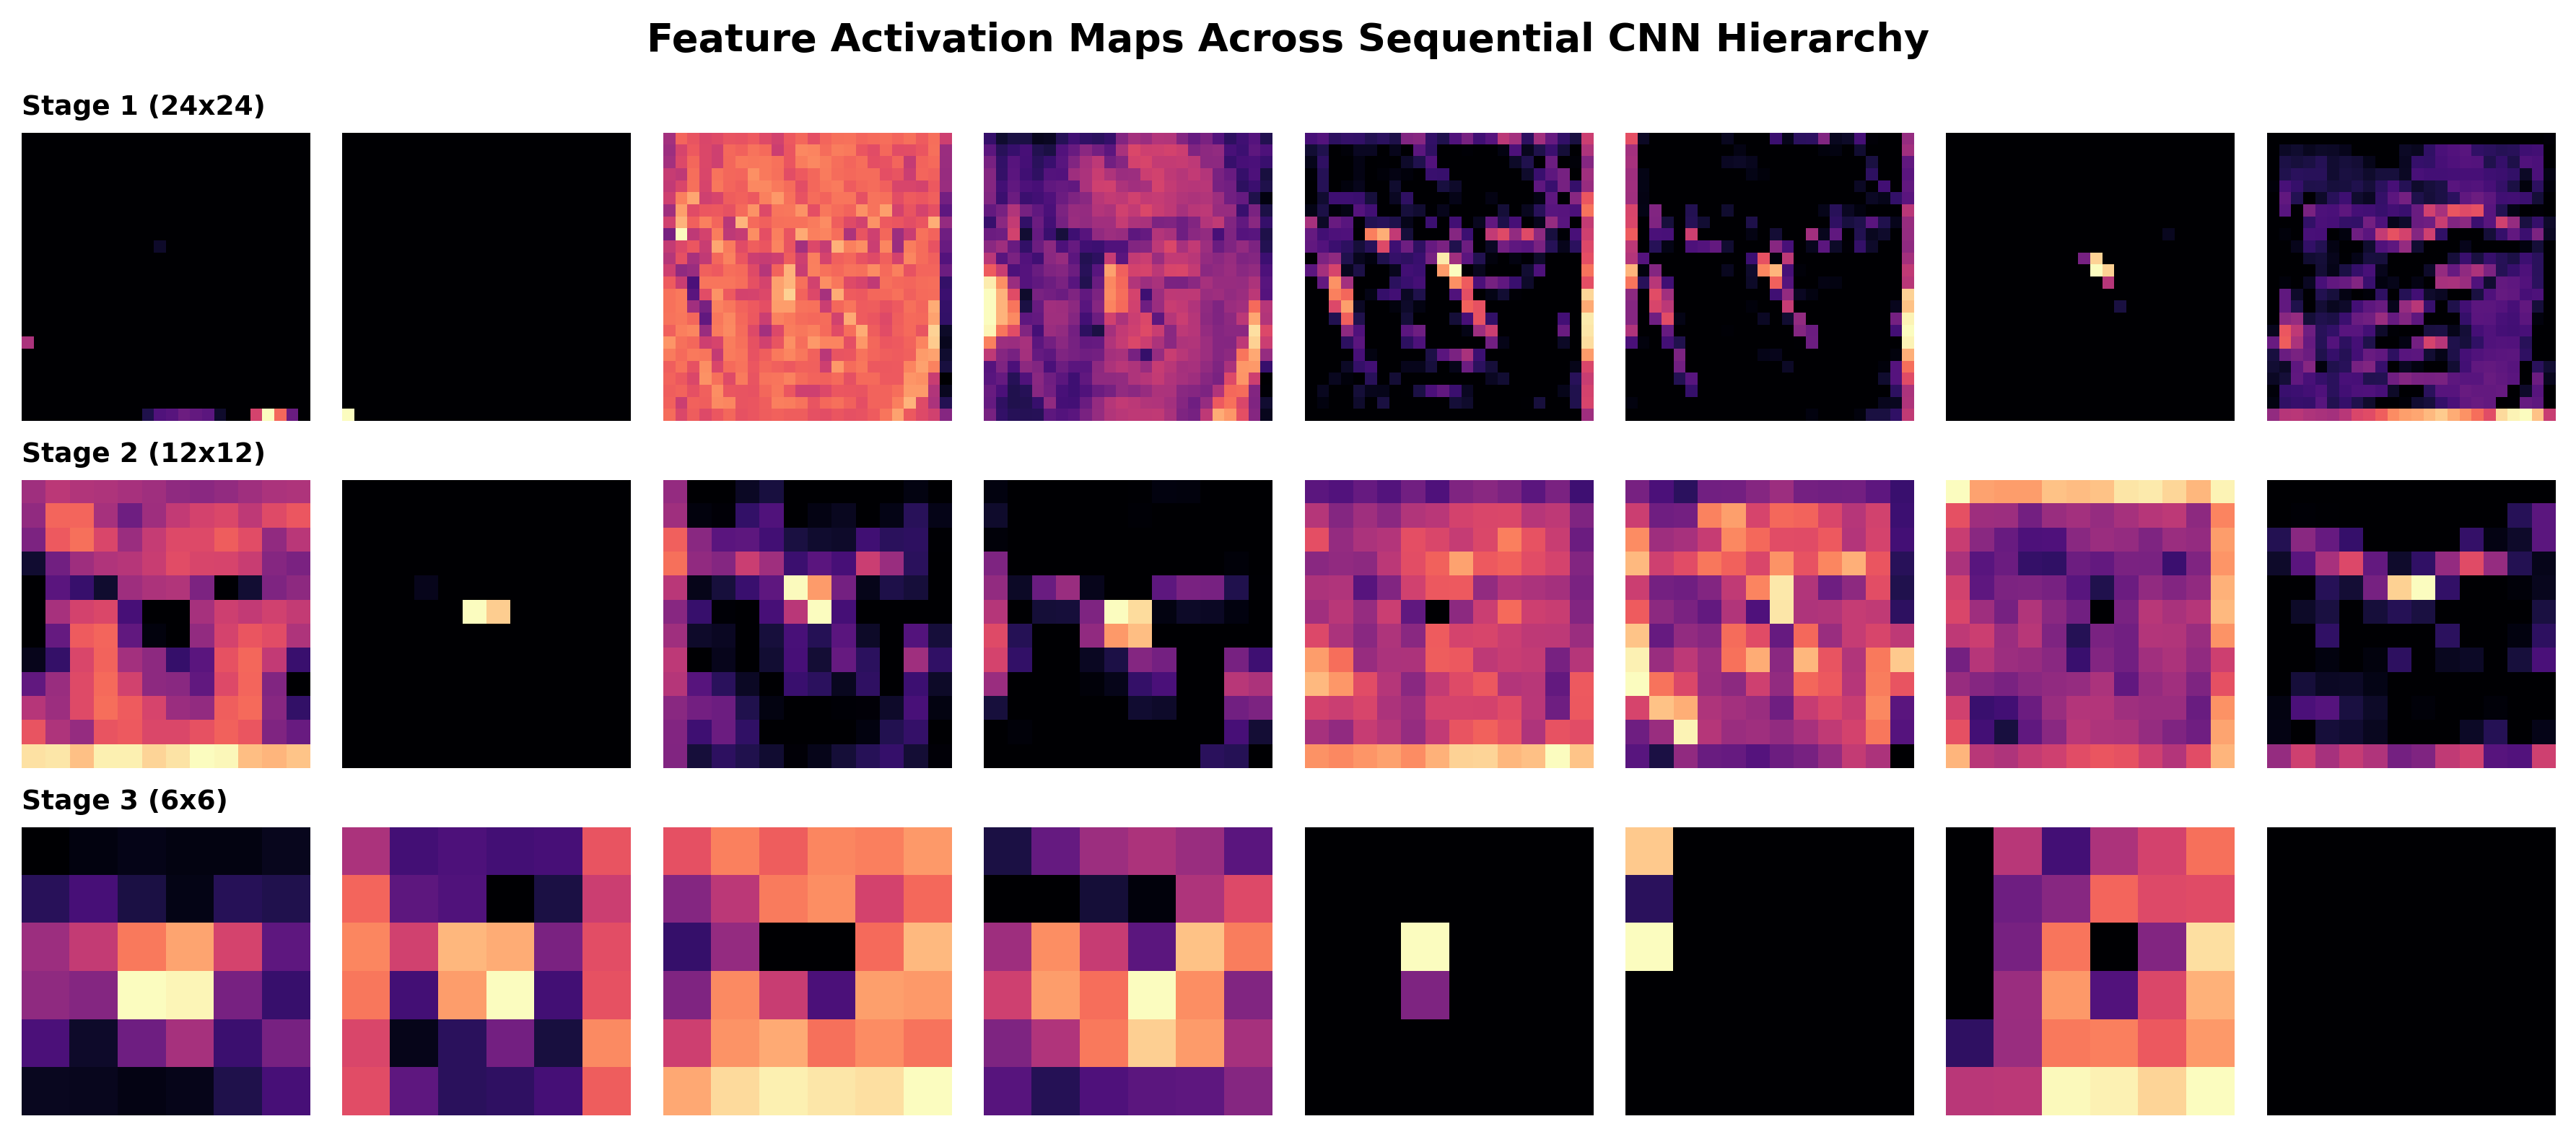 Feature Activation Maps Across Sequential CNN Hierarchy
Stage 1 (24x24)
Stage 2 (12x12)
Stage 3 (6x6)